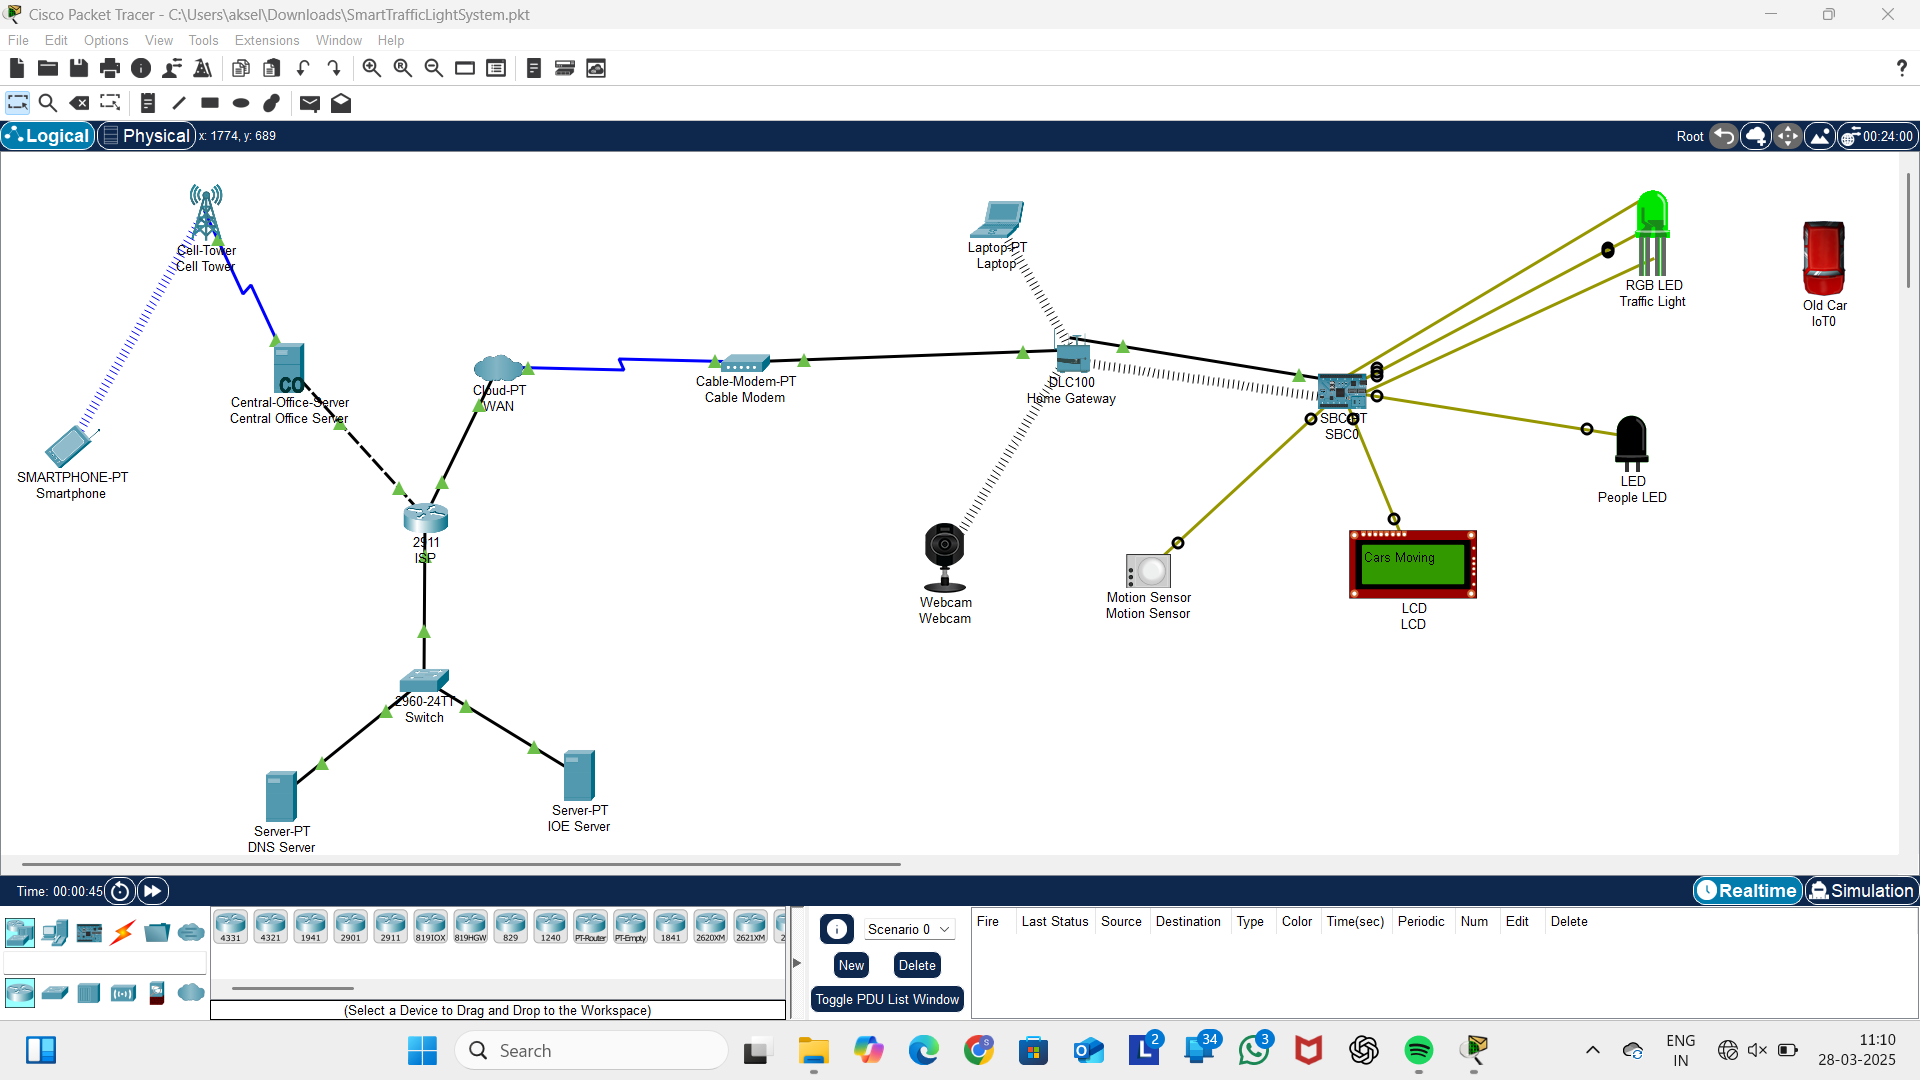 Cisco Packet Tracer - C:\Users\aksel\Downloads\SmartTrafficLightSystem.pkt
File Edit Options View Tools Extensions Window Help
?
Logical Physical x: 1774, y: 689
Root 00:24:00
Cell-Tower
Cell Tower
SMARTPHONE-PT
Smartphone
CO
Central-Office-Server
Central Office Server
Cloud-PT
WAN
Cable-Modem-PT
Cable Modem
Laptop-PT
Laptop
DLC100
Home Gateway
SBC-PT
SBC0
RGB LED
Traffic Light
Old Car
IoT0
LED
People LED
2911
ISP
Webcam
Webcam
Motion Sensor
Motion Sensor
Cars Moving
LCD
LCD
2960-24TT
Switch
Server-PT
DNS Server
Server-PT
IOE Server
Time: 00:00:45
Realtime Simulation
4331 4321 1941 2901 2911 819IOX 819HGW 829 1240 PT-Router PT-Empty 1841 2620XM 2621XM 2
(Select a Device to Drag and Drop to the Workspace)
Scenario 0
New Delete
Toggle PDU List Window
Fire Last Status Source Destination Type Color Time(sec) Periodic Num Edit Delete
Search
2
34
3
ENG
IN
11:10
28-03-2025